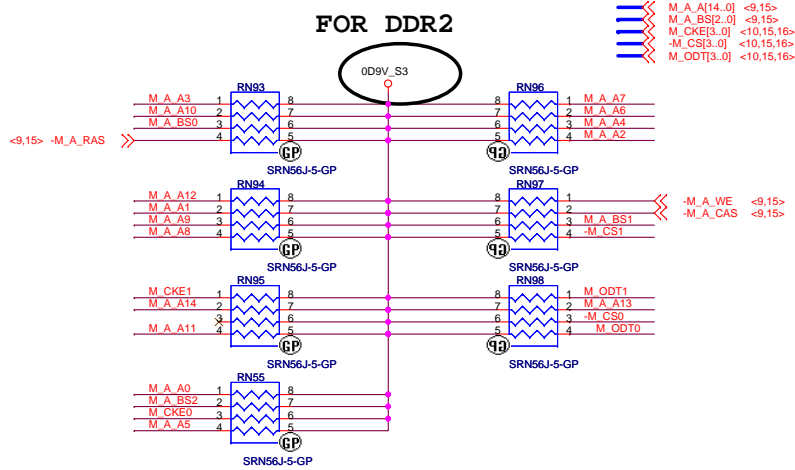 FOR DDR2
M_A_A[14..0] <9,15>
M_A_BS[2..0] <9,15>
M_CKE[3..0] <10,15,16>
-M_CS[3..0] <10,15,16>
M_ODT[3..0] <10,15,16>
0D9V_S3
RN93
M_A_A3 1 8
M_A_A10 2 7
M_A_BS0 3 6
<9,15> -M_A_RAS 4 5
GP
SRN56J-5-GP
RN96
8 1 M_A_A7
7 2 M_A_A6
6 3 M_A_A4
5 4 M_A_A2
GP
SRN56J-5-GP
RN94
M_A_A12 1 8
M_A_A1 2 7
M_A_A9 3 6
M_A_A8 4 5
GP
SRN56J-5-GP
RN97
8 1 -M_A_WE <9,15>
7 2 -M_A_CAS <9,15>
6 3 M_A_BS1
5 4 -M_CS1
GP
SRN56J-5-GP
RN95
M_CKE1 1 8
M_A_A14 2 7
3 6
M_A_A11 4 5
GP
SRN56J-5-GP
RN98
8 1 M_ODT1
7 2 M_A_A13
6 3 -M_CS0
5 4 M_ODT0
GP
SRN56J-5-GP
RN55
M_A_A0 1 8
M_A_BS2 2 7
M_CKE0 3 6
M_A_A5 4 5
GP
SRN56J-5-GP